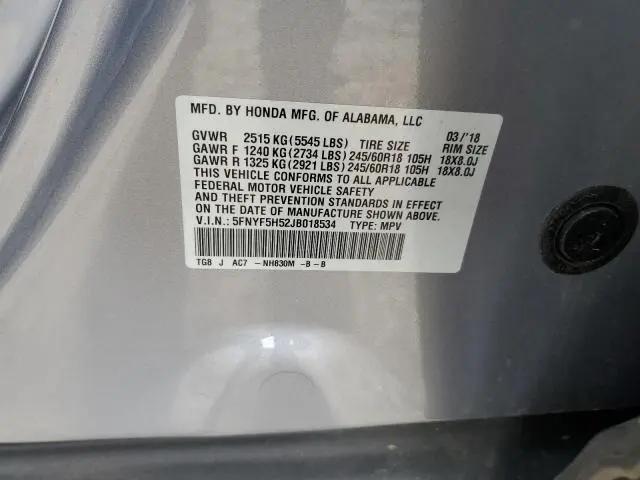 MFD. BY HONDA MFG. OF ALABAMA, LLC 03/'18
GVWR 2515 KG (5545 LBS) TIRE SIZE RIM SIZE
GAWR F 1240 KG (2734 LBS) 245/60R18 105H 18X8.0J
GAWR R 1325 KG (2921 LBS) 245/60R18 105H 18X8.0J
THIS VEHICLE CONFORMS TO ALL APPLICABLE
FEDERAL MOTOR VEHICLE SAFETY
AND THEFT PREVENTION STANDARDS IN EFFECT
ON THE DATE OF MANUFACTURE SHOWN ABOVE.
V.I.N.: 5FNYF5H52JB018534 TYPE: MPV
TG8 J AC7 -NH830M -B -B